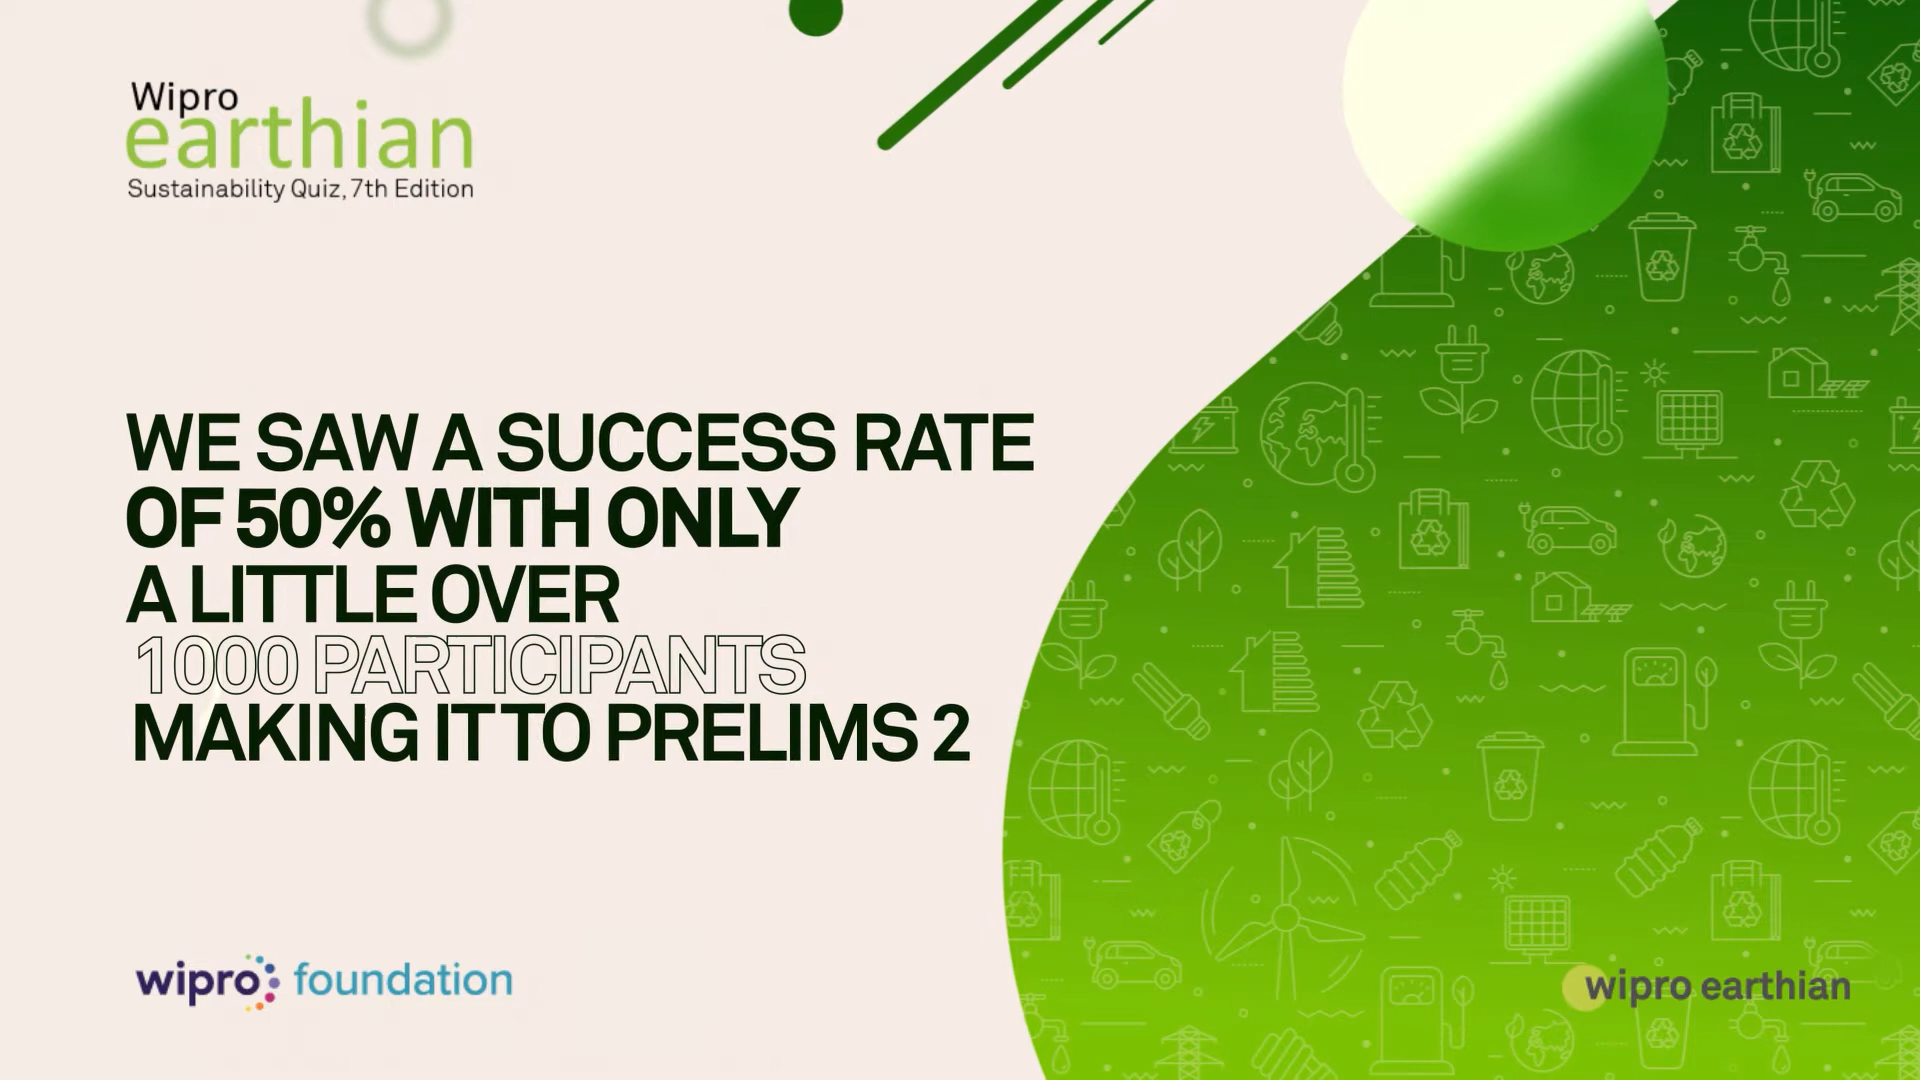 Wipro
earthian
Sustainability Quiz, 7th Edition
WE SAW A SUCCESS RATE
OF 50% WITH ONLY
A LITTLE OVER
1000 PARTICIPANTS
MAKING IT TO PRELIMS 2
wipro foundation
wipro earthian